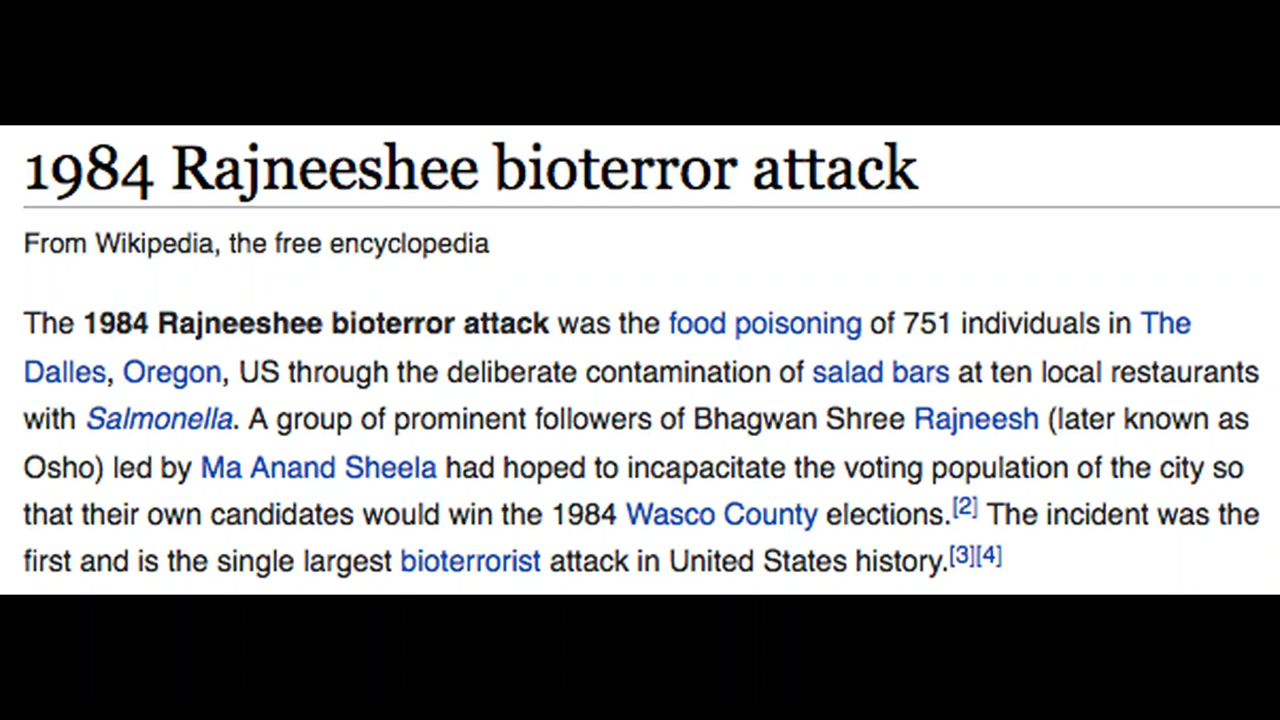 1984 Rajneeshee bioterror attack
From Wikipedia, the free encyclopedia
The 1984 Rajneeshee bioterror attack was the food poisoning of 751 individuals in The
Dalles, Oregon, US through the deliberate contamination of salad bars at ten local restaurants
with Salmonella. A group of prominent followers of Bhagwan Shree Rajneesh (later known as
Osho) led by Ma Anand Sheela had hoped to incapacitate the voting population of the city so
that their own candidates would win the 1984 Wasco County elections.[2] The incident was the
first and is the single largest bioterrorist attack in United States history.[3][4]